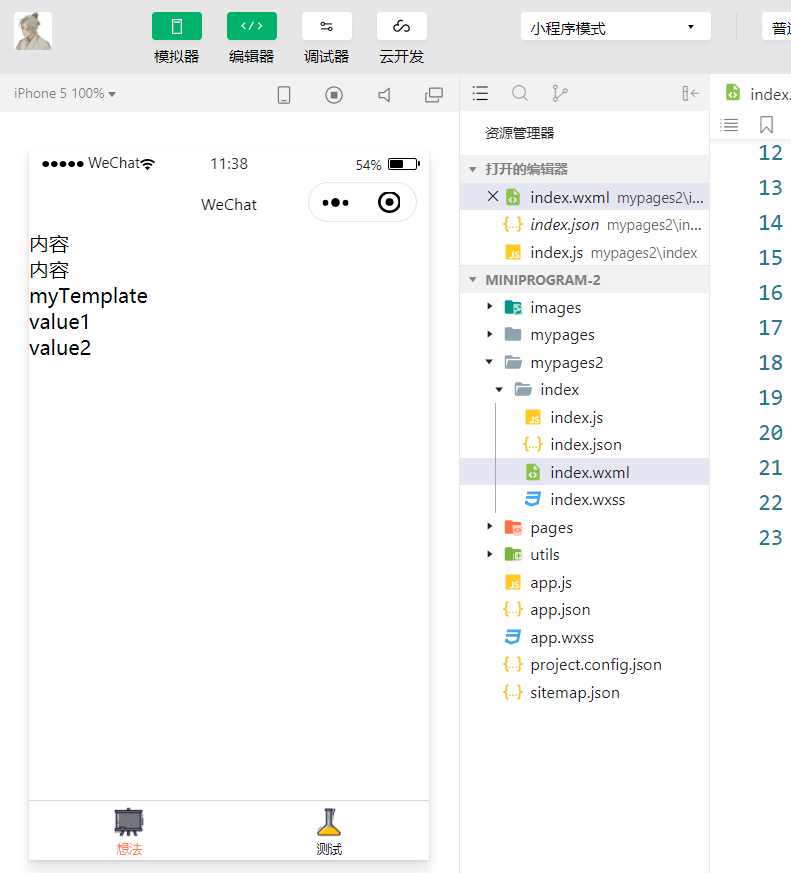 模拟器 编辑器 调试器 云开发 小程序模式
iPhone 5 100%
index.
资源管理器
打开的编辑器
index.wxml mypages2\i...
index.json mypages2\in...
index.js mypages2\index
MINIPROGRAM-2
images
mypages
mypages2
index
index.js
index.json
index.wxml
index.wxss
pages
utils
app.js
app.json
app.wxss
project.config.json
sitemap.json
WeChat 11:38 54%
WeChat
内容
内容
myTemplate
value1
value2
想法 测试
12
13
14
15
16
17
18
19
20
21
22
23